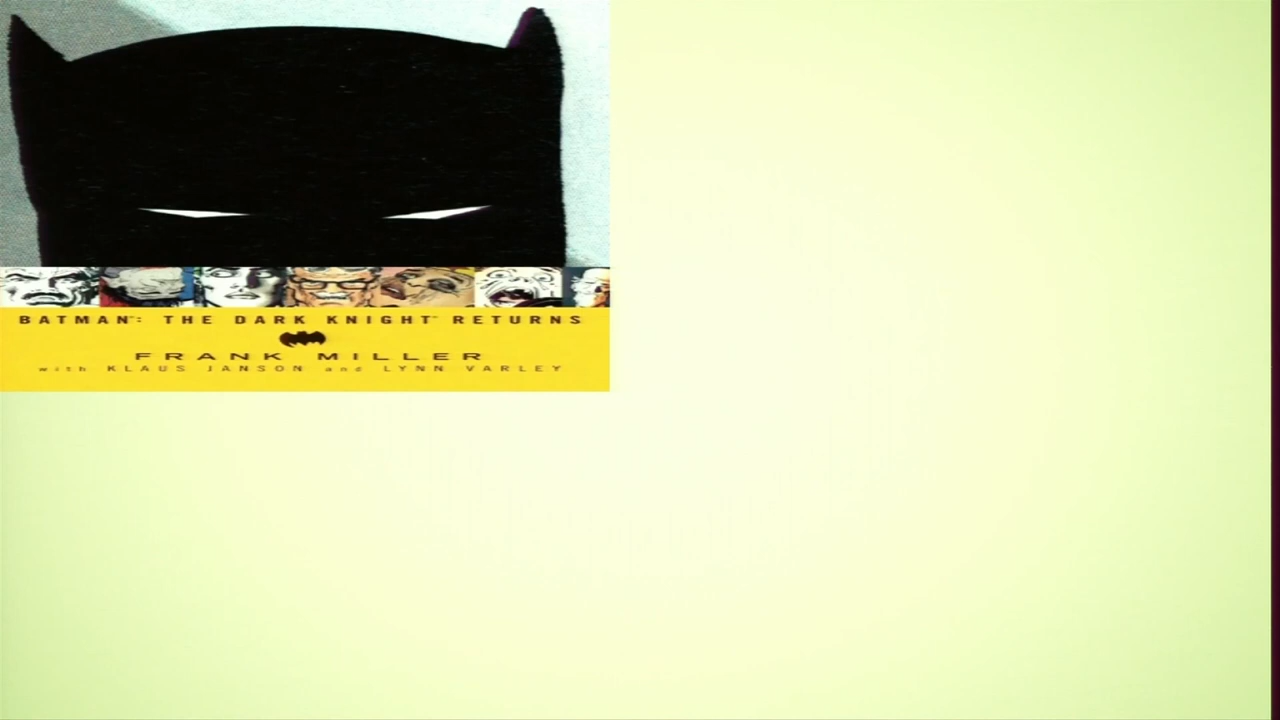 BATMAN™: THE DARK KNIGHT™ RETURNS
FRANK MILLER
with KLAUS JANSON and LYNN VARLEY